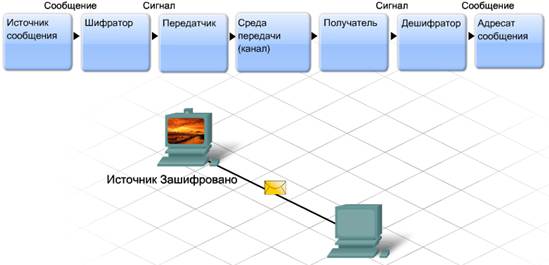 Сообщение Сигнал Сигнал Сообщение
Источник сообщения
Шифратор
Передатчик
Среда передачи (канал)
Получатель
Дешифратор
Адресат сообщения
Источник Зашифровано